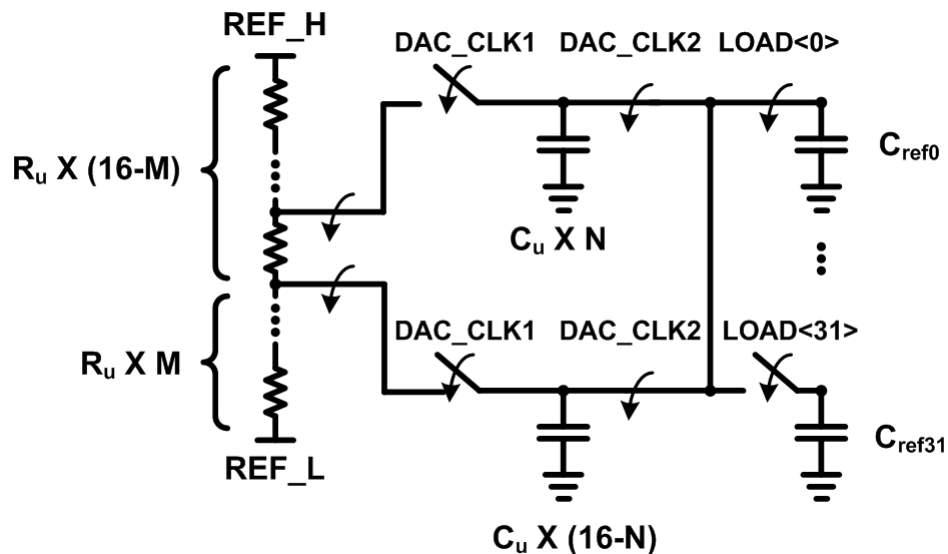 REF_H
DAC_CLK1 DAC_CLK2 LOAD<0>
Ru X (16-M)
Cref0
Cu X N
DAC_CLK1 DAC_CLK2 LOAD<31>
Ru X M
Cref31
REF_L
Cu X (16-N)